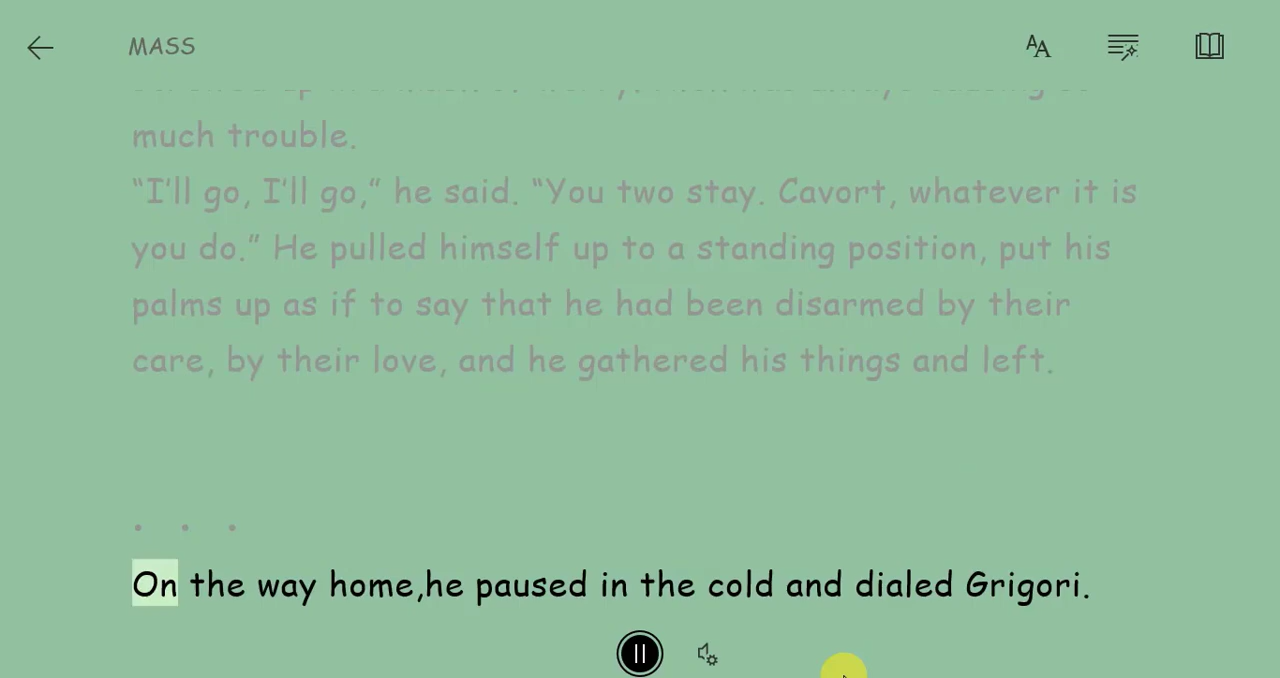 MASS
much trouble.
“I’ll go, I’ll go,” he said. “You two stay. Cavort, whatever it is
you do.” He pulled himself up to a standing position, put his
palms up as if to say that he had been disarmed by their
care, by their love, and he gathered his things and left.
. . .
On the way home,he paused in the cold and dialed Grigori.